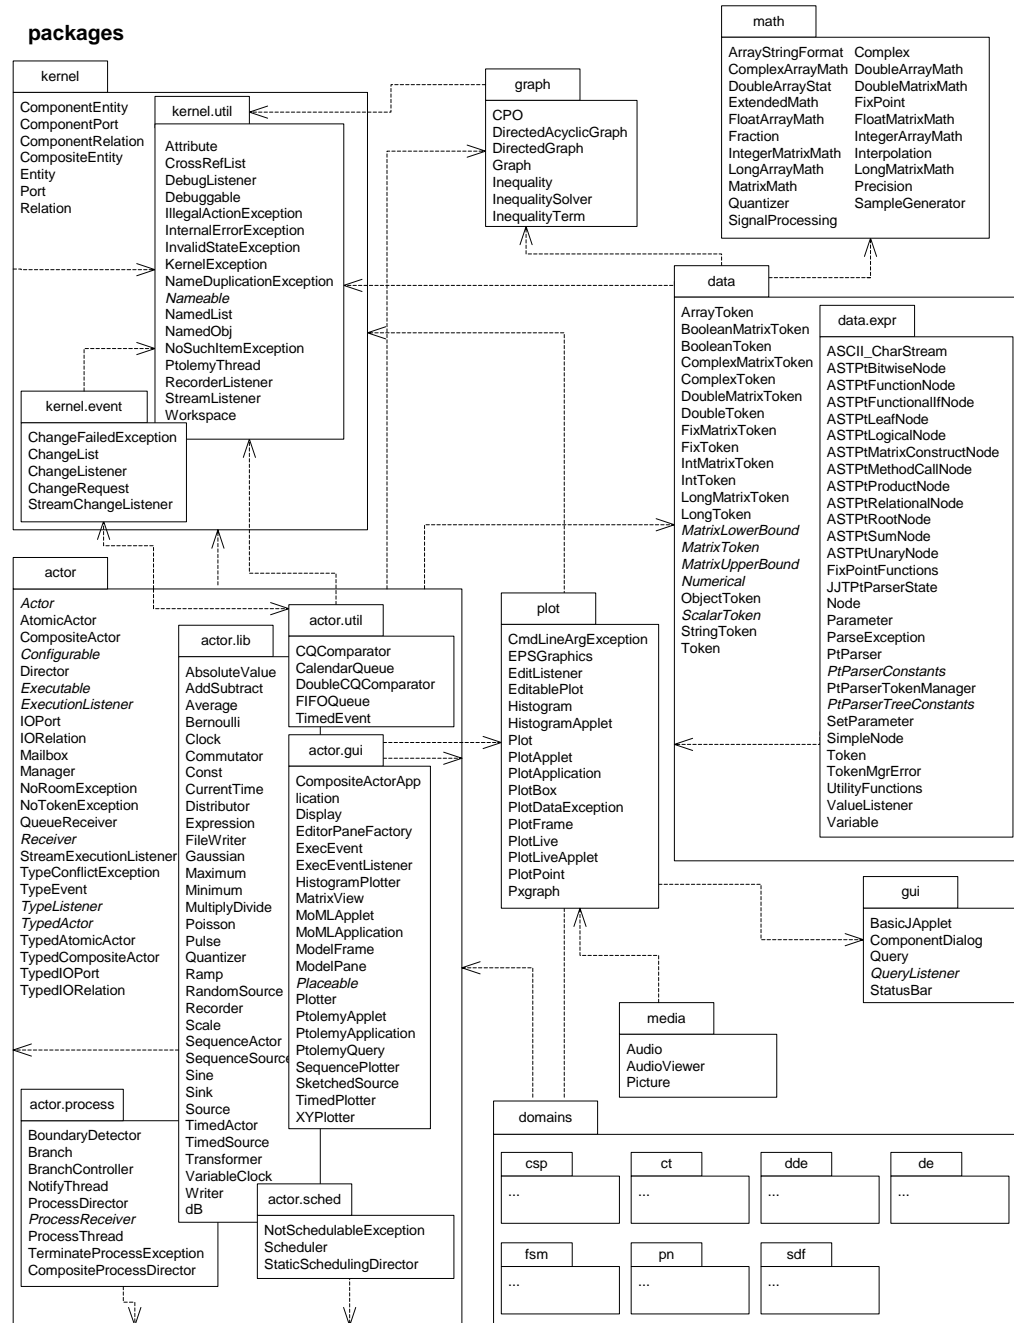 packages
kernel
ComponentEntity
ComponentPort
ComponentRelation
CompositeEntity
Entity
Port
Relation
kernel.util
Attribute
CrossRefList
DebugListener
Debuggable
IllegalActionException
InternalErrorException
InvalidStateException
KernelException
NameDuplicationException
Nameable
NamedList
NamedObj
NoSuchItemException
PtolemyThread
RecorderListener
StreamListener
Workspace
kernel.event
ChangeFailedException
ChangeList
ChangeListener
ChangeRequest
StreamChangeListener
graph
CPO
DirectedAcyclicGraph
DirectedGraph
Graph
Inequality
InequalitySolver
InequalityTerm
math
ArrayStringFormat Complex
ComplexArrayMath DoubleArrayMath
DoubleArrayStat DoubleMatrixMath
ExtendedMath FixPoint
FloatArrayMath FloatMatrixMath
Fraction IntegerArrayMath
IntegerMatrixMath Interpolation
LongArrayMath LongMatrixMath
MatrixMath Precision
Quantizer SampleGenerator
SignalProcessing
data
ArrayToken
BooleanMatrixToken
BooleanToken
ComplexMatrixToken
ComplexToken
DoubleMatrixToken
DoubleToken
FixMatrixToken
FixToken
IntMatrixToken
IntToken
LongMatrixToken
LongToken
MatrixLowerBound
MatrixToken
MatrixUpperBound
Numerical
ObjectToken
ScalarToken
StringToken
Token
data.expr
ASCII_CharStream
ASTPtBitwiseNode
ASTPtFunctionNode
ASTPtFunctionalIfNode
ASTPtLeafNode
ASTPtLogicalNode
ASTPtMatrixConstructNode
ASTPtMethodCallNode
ASTPtProductNode
ASTPtRelationalNode
ASTPtRootNode
ASTPtSumNode
ASTPtUnaryNode
FixPointFunctions
JJTPtParserState
Node
Parameter
ParseException
PtParser
PtParserConstants
PtParserTokenManager
PtParserTreeConstants
SetParameter
SimpleNode
Token
TokenMgrError
UtilityFunctions
ValueListener
Variable
actor
Actor
AtomicActor
CompositeActor
Configurable
Director
Executable
ExecutionListener
IOPort
IORelation
Mailbox
Manager
NoRoomException
NoTokenException
QueueReceiver
Receiver
StreamExecutionListener
TypeConflictException
TypeEvent
TypeListener
TypedActor
TypedAtomicActor
TypedCompositeActor
TypedIOPort
TypedIORelation
actor.lib
AbsoluteValue
AddSubtract
Average
Bernoulli
Clock
Commutator
Const
CurrentTime
Distributor
Expression
FileWriter
Gaussian
Maximum
Minimum
MultiplyDivide
Poisson
Pulse
Quantizer
Ramp
RandomSource
Recorder
Scale
SequenceActor
SequenceSource
Sine
Sink
Source
TimedActor
TimedSource
Transformer
VariableClock
Writer
dB
actor.util
CQComparator
CalendarQueue
DoubleCQComparator
FIFOQueue
TimedEvent
actor.gui
CompositeActorApp
lication
Display
EditorPaneFactory
ExecEvent
ExecEventListener
HistogramPlotter
MatrixView
MoMLApplet
MoMLApplication
ModelFrame
ModelPane
Placeable
Plotter
PtolemyApplet
PtolemyApplication
PtolemyQuery
SequencePlotter
SketchedSource
TimedPlotter
XYPlotter
actor.process
BoundaryDetector
Branch
BranchController
NotifyThread
ProcessDirector
ProcessReceiver
ProcessThread
TerminateProcessException
CompositeProcessDirector
actor.sched
NotSchedulableException
Scheduler
StaticSchedulingDirector
plot
CmdLineArgException
EPSGraphics
EditListener
EditablePlot
Histogram
HistogramApplet
Plot
PlotApplet
PlotApplication
PlotBox
PlotDataException
PlotFrame
PlotLive
PlotLiveApplet
PlotPoint
Pxgraph
gui
BasicJApplet
ComponentDialog
Query
QueryListener
StatusBar
media
Audio
AudioViewer
Picture
domains
csp
...
ct
...
dde
...
de
...
fsm
...
pn
...
sdf
...